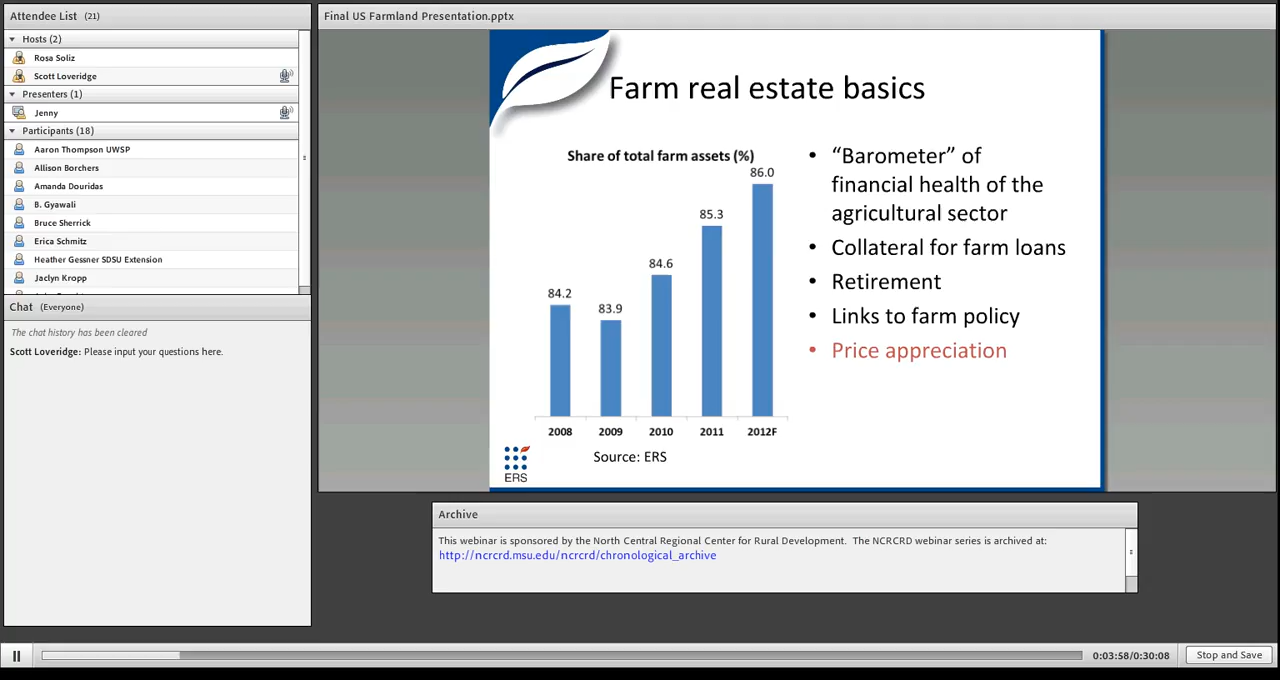 Attendee List (21)
Hosts (2)
Rosa Soliz
Scott Loveridge
Presenters (1)
Jenny
Participants (18)
Aaron Thompson UWSP
Allison Borchers
Amanda Douridas
B. Gyawali
Bruce Sherrick
Erica Schmitz
Heather Gessner SDSU Extension
Jaclyn Kropp
Chat (Everyone)
The chat history has been cleared
Scott Loveridge: Please input your questions here.
Final US Farmland Presentation.pptx
Farm real estate basics
Share of total farm assets (%)
84.2
83.9
84.6
85.3
86.0
2008
2009
2010
2011
2012F
Source: ERS
ERS
• “Barometer” of
financial health of the
agricultural sector
• Collateral for farm loans
• Retirement
• Links to farm policy
• Price appreciation
Archive
This webinar is sponsored by the North Central Regional Center for Rural Development. The NCRCRD webinar series is archived at:
http://ncrcrd.msu.edu/ncrcrd/chronological_archive
0:03:58/0:30:08
Stop and Save